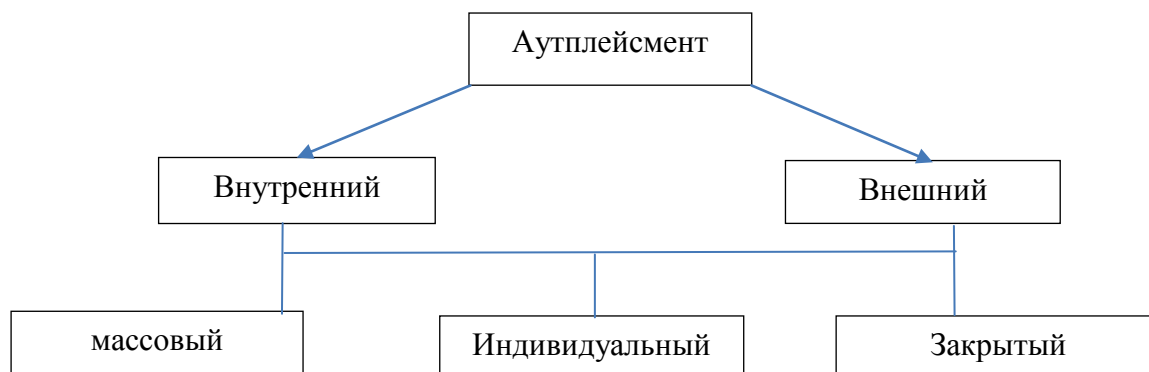 Аутплейсмент
Внутренний
Внешний
массовый
Индивидуальный
Закрытый